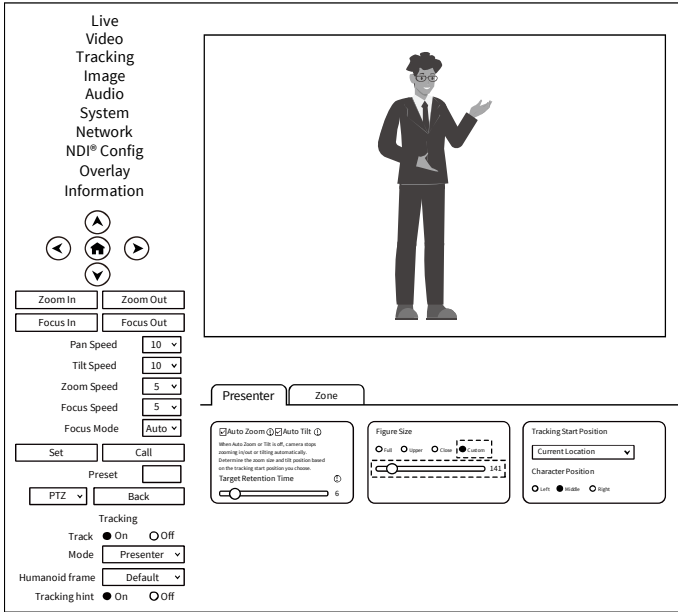 Live
Video
Tracking
Image
Audio
System
Network
NDI® Config
Overlay
Information
Zoom In Zoom Out
Focus In Focus Out
Pan Speed 10
Tilt Speed 10
Zoom Speed 5
Focus Speed 5
Focus Mode Auto
Set Call
Preset
PTZ Back
Tracking
Track On Off
Mode Presenter
Humanoid frame Default
Tracking hint On Off
Presenter Zone
Auto Zoom Auto Tilt
When Auto Zoom or Tilt is off, camera stops
zooming in/out or tilting automatically.
Determine the zoom size and tilt position based
on the tracking start position you choose.
Target Retention Time
6
Figure Size
Full Upper Close Custom
141
Tracking Start Position
Current Location
Character Position
Left Middle Right